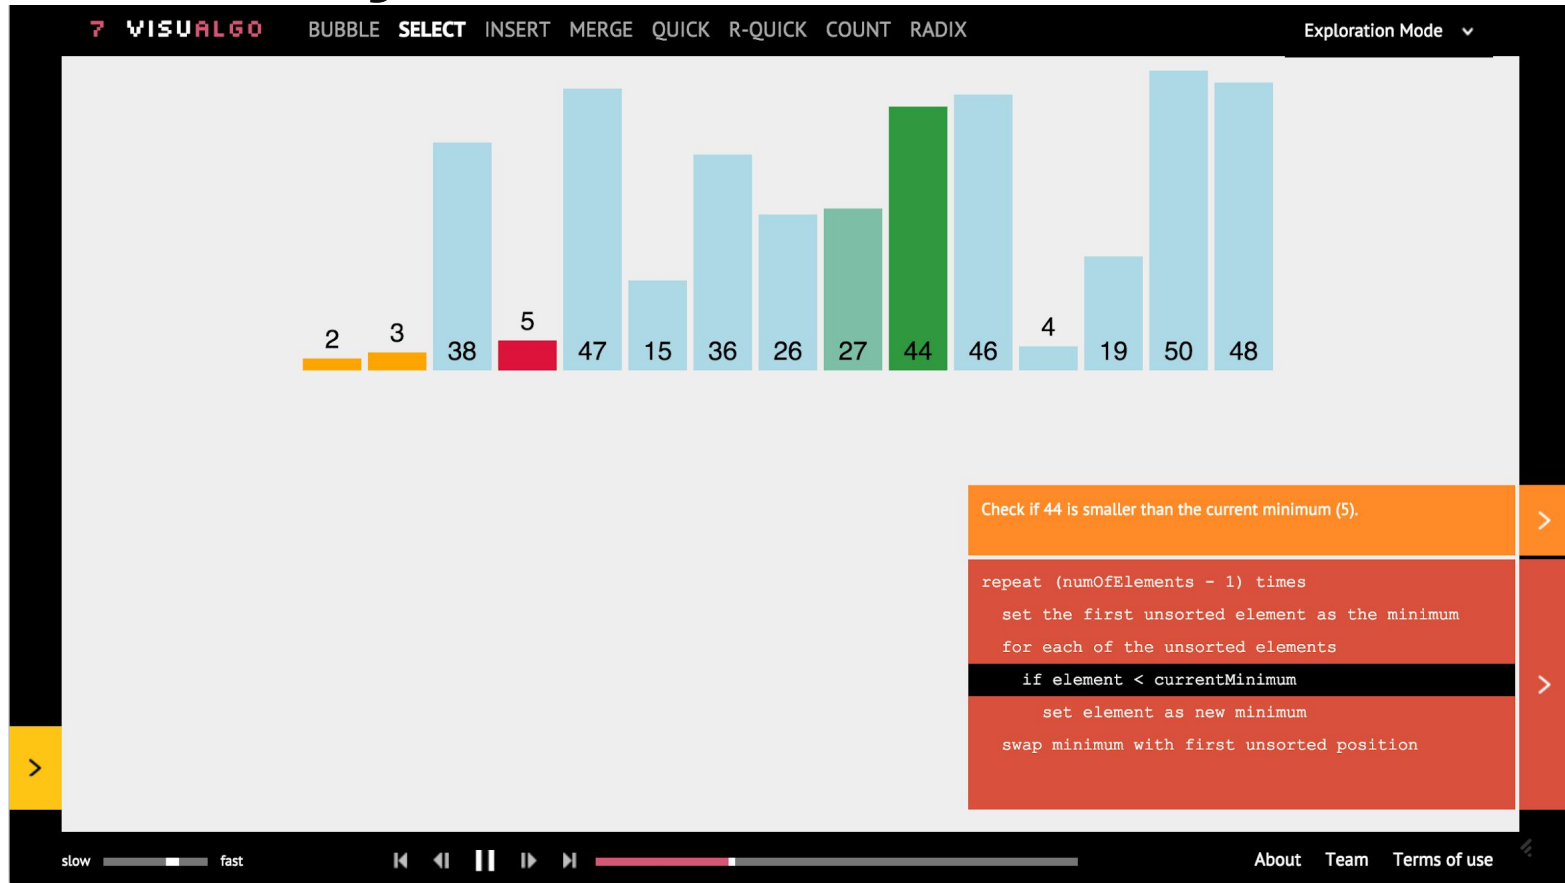 7 VISUALGO BUBBLE SELECT INSERT MERGE QUICK R-QUICK COUNT RADIX Exploration Mode
2 3 38 5 47 15 36 26 27 44 46 4 19 50 48
Check if 44 is smaller than the current minimum (5).
repeat (numOfElements - 1) times
set the first unsorted element as the minimum
for each of the unsorted elements
if element < currentMinimum
set element as new minimum
swap minimum with first unsorted position
slow fast About Team Terms of use